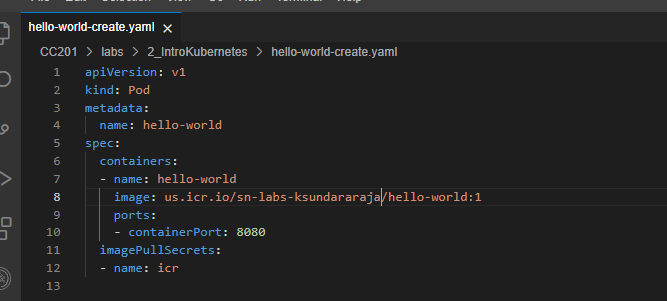 hello-world-create.yaml ×
CC201 > labs > 2_IntroKubernetes > hello-world-create.yaml
1 apiVersion: v1
2 kind: Pod
3 metadata:
4   name: hello-world
5 spec:
6   containers:
7   - name: hello-world
8     image: us.icr.io/sn-labs-ksundararaja/hello-world:1
9     ports:
10     - containerPort: 8080
11   imagePullSecrets:
12   - name: icr
13